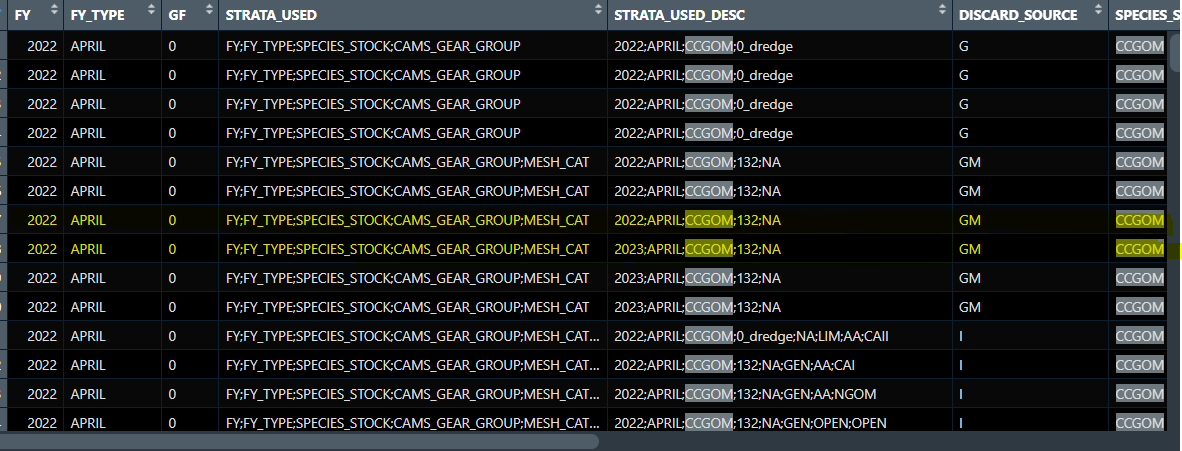 FY FY_TYPE GF STRATA_USED STRATA_USED_DESC DISCARD_SOURCE SPECIES_S
2022 APRIL 0 FY;FY_TYPE;SPECIES_STOCK;CAMS_GEAR_GROUP 2022;APRIL;CCGOM;0_dredge G CCGOM
2022 APRIL 0 FY;FY_TYPE;SPECIES_STOCK;CAMS_GEAR_GROUP 2022;APRIL;CCGOM;0_dredge G CCGOM
2022 APRIL 0 FY;FY_TYPE;SPECIES_STOCK;CAMS_GEAR_GROUP 2022;APRIL;CCGOM;0_dredge G CCGOM
2022 APRIL 0 FY;FY_TYPE;SPECIES_STOCK;CAMS_GEAR_GROUP 2022;APRIL;CCGOM;0_dredge G CCGOM
2022 APRIL 0 FY;FY_TYPE;SPECIES_STOCK;CAMS_GEAR_GROUP;MESH_CAT 2022;APRIL;CCGOM;132;NA GM CCGOM
2022 APRIL 0 FY;FY_TYPE;SPECIES_STOCK;CAMS_GEAR_GROUP;MESH_CAT 2022;APRIL;CCGOM;132;NA GM CCGOM
2022 APRIL 0 FY;FY_TYPE;SPECIES_STOCK;CAMS_GEAR_GROUP;MESH_CAT 2022;APRIL;CCGOM;132;NA GM CCGOM
2022 APRIL 0 FY;FY_TYPE;SPECIES_STOCK;CAMS_GEAR_GROUP;MESH_CAT 2023;APRIL;CCGOM;132;NA GM CCGOM
2022 APRIL 0 FY;FY_TYPE;SPECIES_STOCK;CAMS_GEAR_GROUP;MESH_CAT 2023;APRIL;CCGOM;132;NA GM CCGOM
2022 APRIL 0 FY;FY_TYPE;SPECIES_STOCK;CAMS_GEAR_GROUP;MESH_CAT 2023;APRIL;CCGOM;132;NA GM CCGOM
2022 APRIL 0 FY;FY_TYPE;SPECIES_STOCK;CAMS_GEAR_GROUP;MESH_CAT... 2022;APRIL;CCGOM;0_dredge;NA;LIM;AA;CAII I CCGOM
2022 APRIL 0 FY;FY_TYPE;SPECIES_STOCK;CAMS_GEAR_GROUP;MESH_CAT... 2022;APRIL;CCGOM;132;NA;GEN;AA;CAI I CCGOM
2022 APRIL 0 FY;FY_TYPE;SPECIES_STOCK;CAMS_GEAR_GROUP;MESH_CAT... 2022;APRIL;CCGOM;132;NA;GEN;AA;NGOM I CCGOM
2022 APRIL 0 FY;FY_TYPE;SPECIES_STOCK;CAMS_GEAR_GROUP;MESH_CAT... 2022;APRIL;CCGOM;132;NA;GEN;OPEN;OPEN I CCGOM